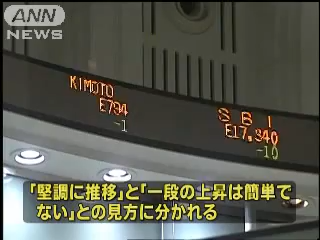 ANN
NEWS
KIMOTO
E794
-1
S B I
E17,340
-10
「堅調に推移」と「一段の上昇は簡単で
ない」との見方に分かれる